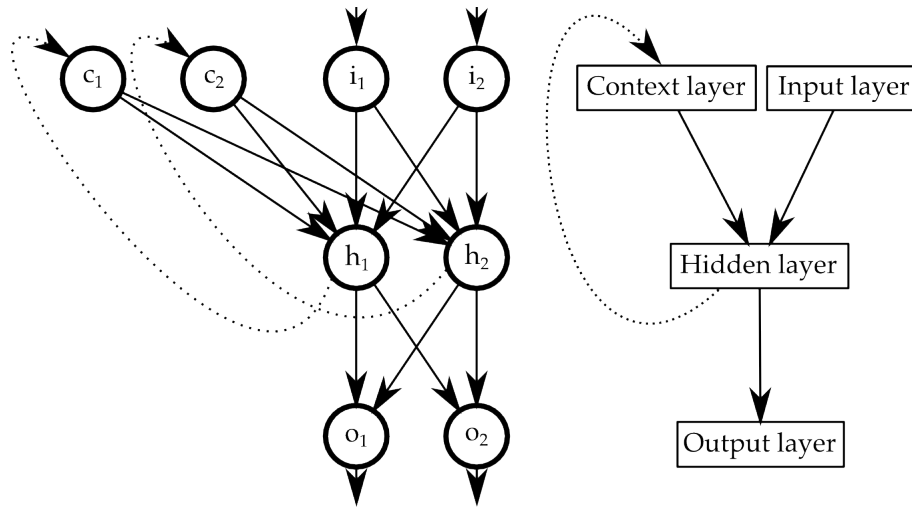 c₁ c₂ i₁ i₂
h₁ h₂
o₁ o₂
Context layer
Input layer
Hidden layer
Output layer